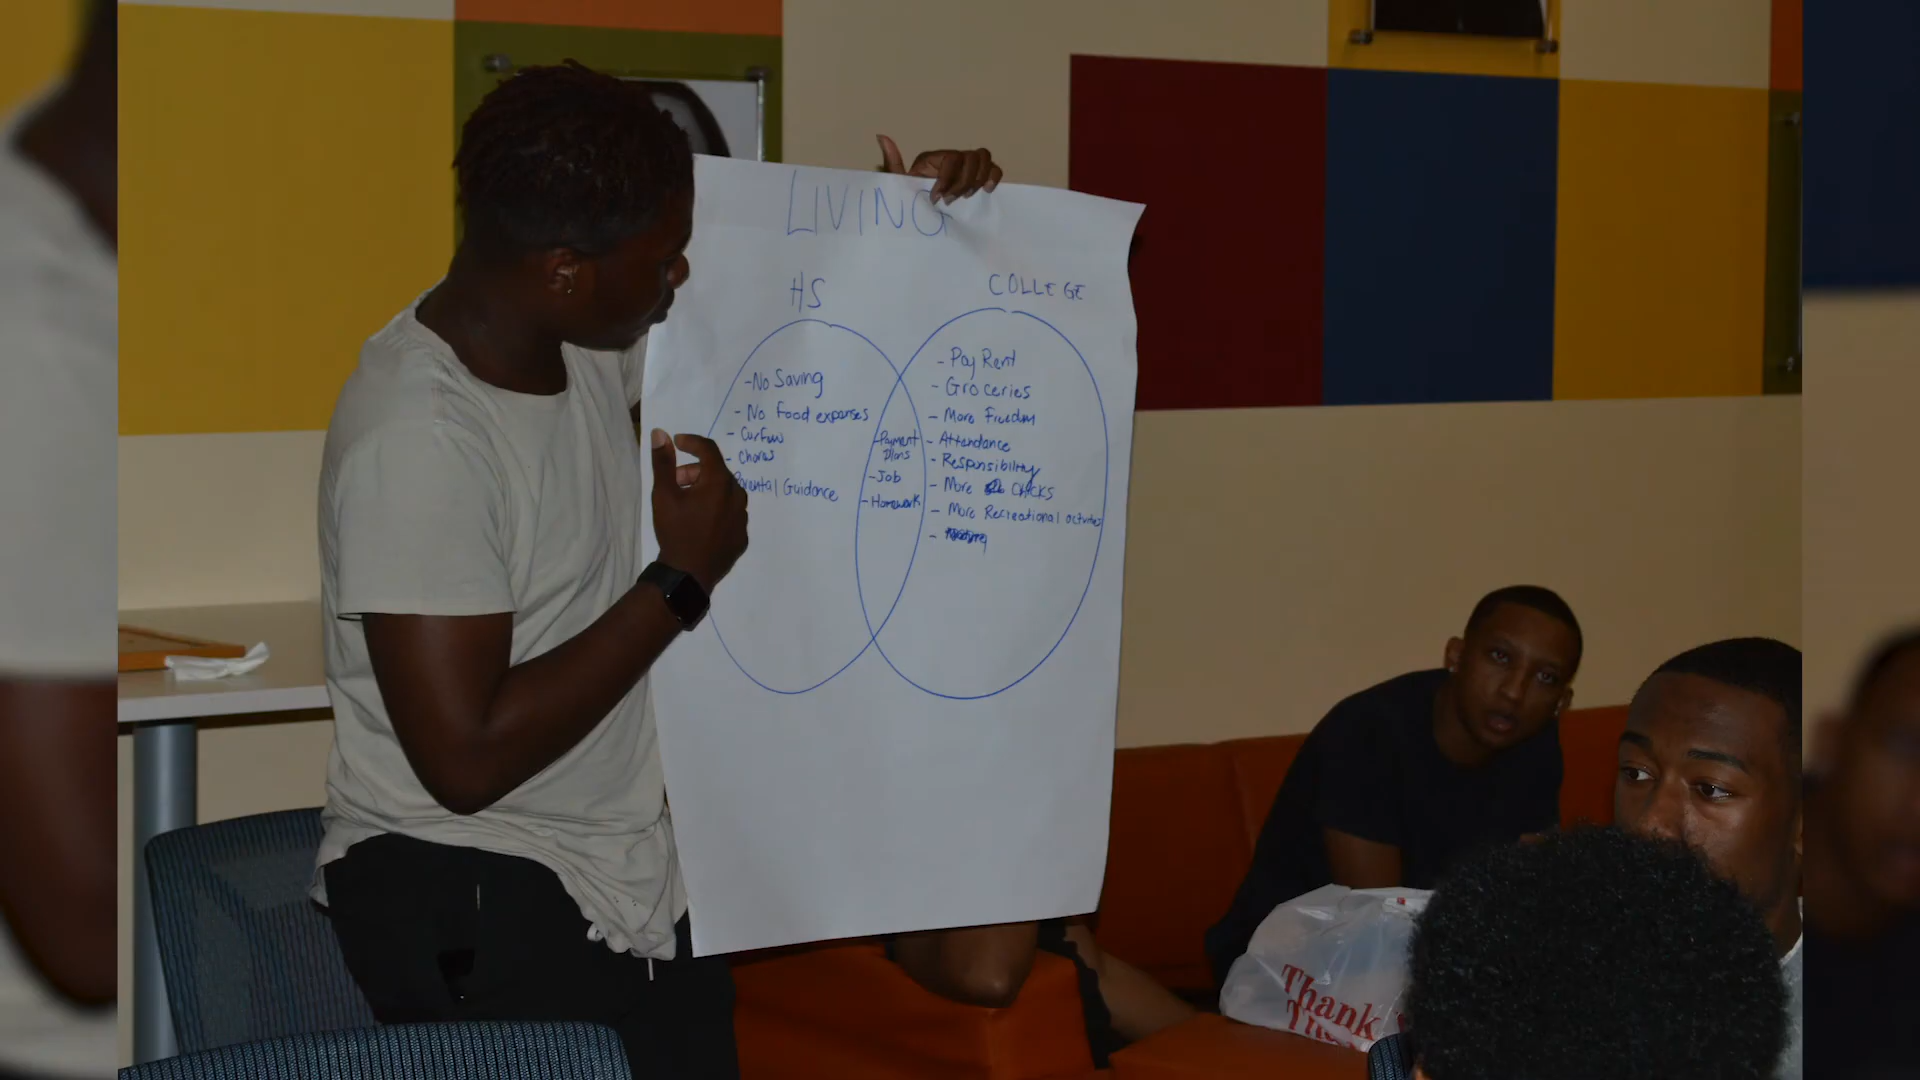 LIVING
HS
COLLEGE
- No Saving
- No food expenses
- Curfew
- Chores
Parental Guidance
- Payment
Plans
- Job
- Homework
- Pay Rent
- Groceries
- More Freedom
- Attendance
- Responsibility
- More CHICKS
- More Recreational activities
-
Thank